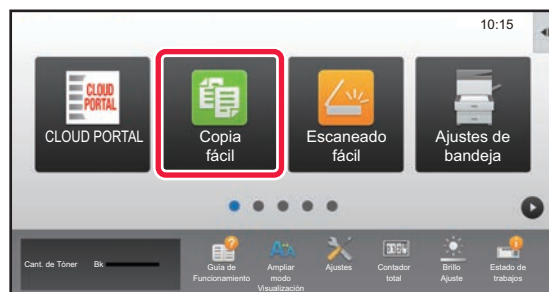 10:15
CLOUD
PORTAL
CLOUD PORTAL
Copia
fácil
Escaneado
fácil
Ajustes de
bandeja
Cant. de Tóner Bk
Guía de
Funcionamiento
Ampliar
modo
Visualización
Ajustes
Contador
total
Brillo
Ajuste
Estado de
trabajos